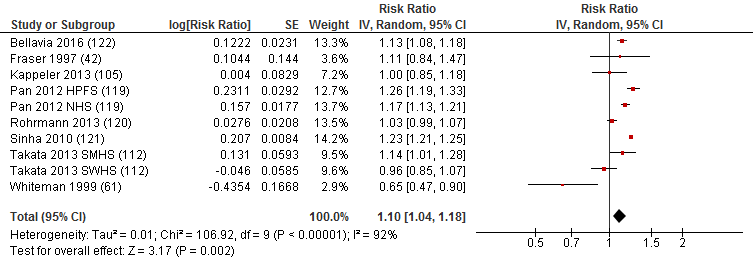 Risk Ratio Risk Ratio
Study or Subgroup log[Risk Ratio] SE Weight IV, Random, 95% CI IV, Random, 95% CI
Bellavia 2016 (122) 0.1222 0.0231 13.3% 1.13 [1.08, 1.18]
Fraser 1997 (42) 0.1044 0.144 3.6% 1.11 [0.84, 1.47]
Kappeler 2013 (105) 0.004 0.0829 7.2% 1.00 [0.85, 1.18]
Pan 2012 HPFS (119) 0.2311 0.0292 12.8% 1.26 [1.19, 1.33]
Pan 2012 NHS (119) 0.157 0.0177 13.7% 1.17 [1.13, 1.21]
Rohrmann 2013 (120) 0.0276 0.0208 13.5% 1.03 [0.99, 1.07]
Sinha 2010 (121) 0.207 0.0084 14.2% 1.23 [1.21, 1.25]
Takata 2013 SMHS (112) 0.131 0.0593 9.4% 1.14 [1.01, 1.28]
Takata 2013 SWHS (112) -0.046 0.0585 9.5% 0.96 [0.85, 1.07]
Whiteman 1999 (61) -0.4354 0.1668 2.9% 0.65 [0.47, 0.90]
Total (95% CI) 100.0% 1.10 [1.04, 1.18]
Heterogeneity: Tau² = 0.01; Chi² = 106.92, df = 9 (P < 0.00001); I² = 92%
Test for overall effect: Z = 3.17 (P = 0.002)
0.5 0.7 1 1.5 2